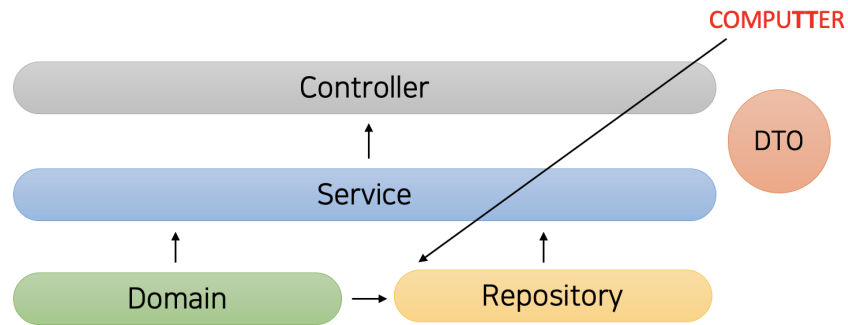 COMPUTTER
Controller
DTO
Service
Domain
Repository